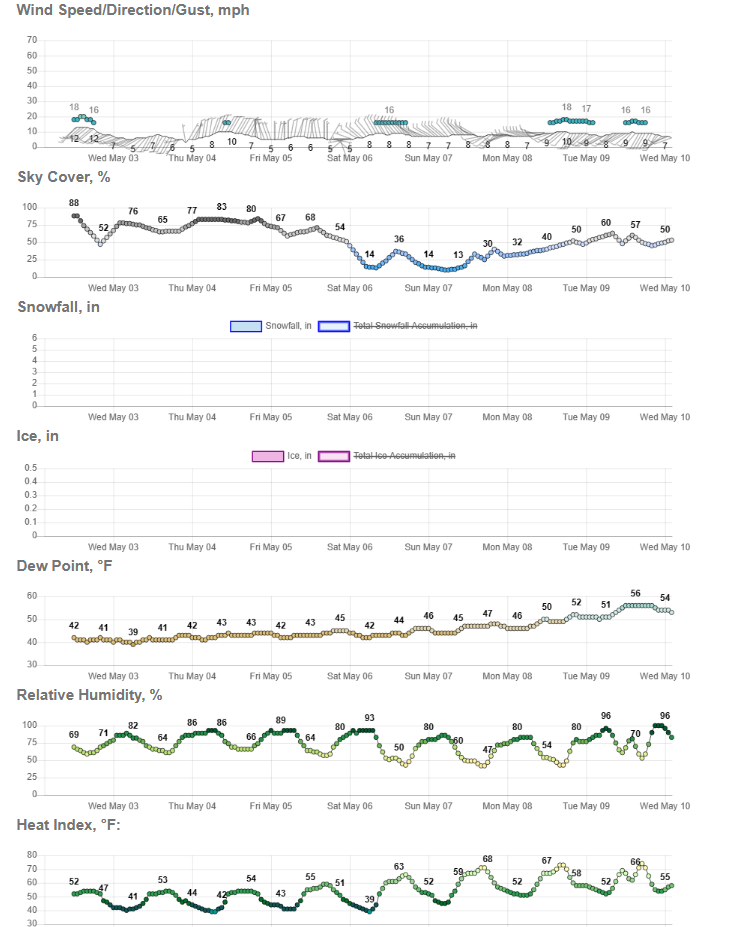 Wind Speed/Direction/Gust, mph
70
60
50
40
30
20
10
0
18 16 16 18 17 16 16
12 12 7 5 7 6 5 8 10 7 5 6 6 5 5 8 8 8 7 7 8 8 8 7 9 10 9 8 9 9 7
Wed May 03 Thu May 04 Fri May 05 Sat May 06 Sun May 07 Mon May 08 Tue May 09 Wed May 10
Sky Cover, %
100
75
50
25
0
88 52 76 65 77 83 80 67 68 54 14 36 14 13 30 32 40 50 60 57 50
Wed May 03 Thu May 04 Fri May 05 Sat May 06 Sun May 07 Mon May 08 Tue May 09 Wed May 10
Snowfall, in
Snowfall, in Total Snowfall Accumulation, in
6
5
4
3
2
1
0
Wed May 03 Thu May 04 Fri May 05 Sat May 06 Sun May 07 Mon May 08 Tue May 09 Wed May 10
Ice, in
Ice, in Total Ice Accumulation, in
0.5
0.4
0.3
0.2
0.1
0
Wed May 03 Thu May 04 Fri May 05 Sat May 06 Sun May 07 Mon May 08 Tue May 09 Wed May 10
Dew Point, °F
60
50
40
30
42 41 39 41 42 43 43 42 43 45 42 44 46 45 47 46 50 52 51 56 54
Wed May 03 Thu May 04 Fri May 05 Sat May 06 Sun May 07 Mon May 08 Tue May 09 Wed May 10
Relative Humidity, %
100
75
50
25
0
69 71 82 64 86 86 66 89 64 80 93 50 80 60 47 80 54 80 96 70 96
Wed May 03 Thu May 04 Fri May 05 Sat May 06 Sun May 07 Mon May 08 Tue May 09 Wed May 10
Heat Index, °F:
80
70
60
50
40
30
52 47 41 53 44 42 54 43 55 51 39 63 52 59 68 52 67 58 52 66 55